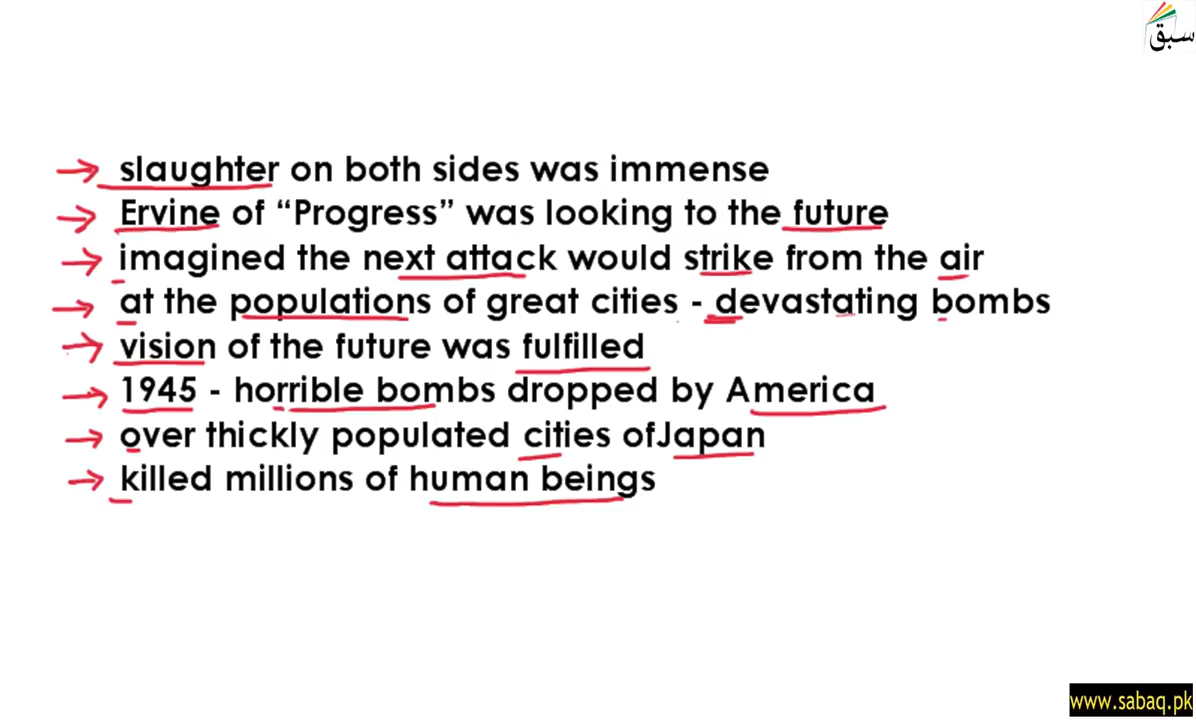 سبق
slaughter on both sides was immense
Ervine of “Progress” was looking to the future
imagined the next attack would strike from the air
at the populations of great cities - devastating bombs
vision of the future was fulfilled
1945 - horrible bombs dropped by America
over thickly populated cities ofJapan
killed millions of human beings
www.sabaq.pk